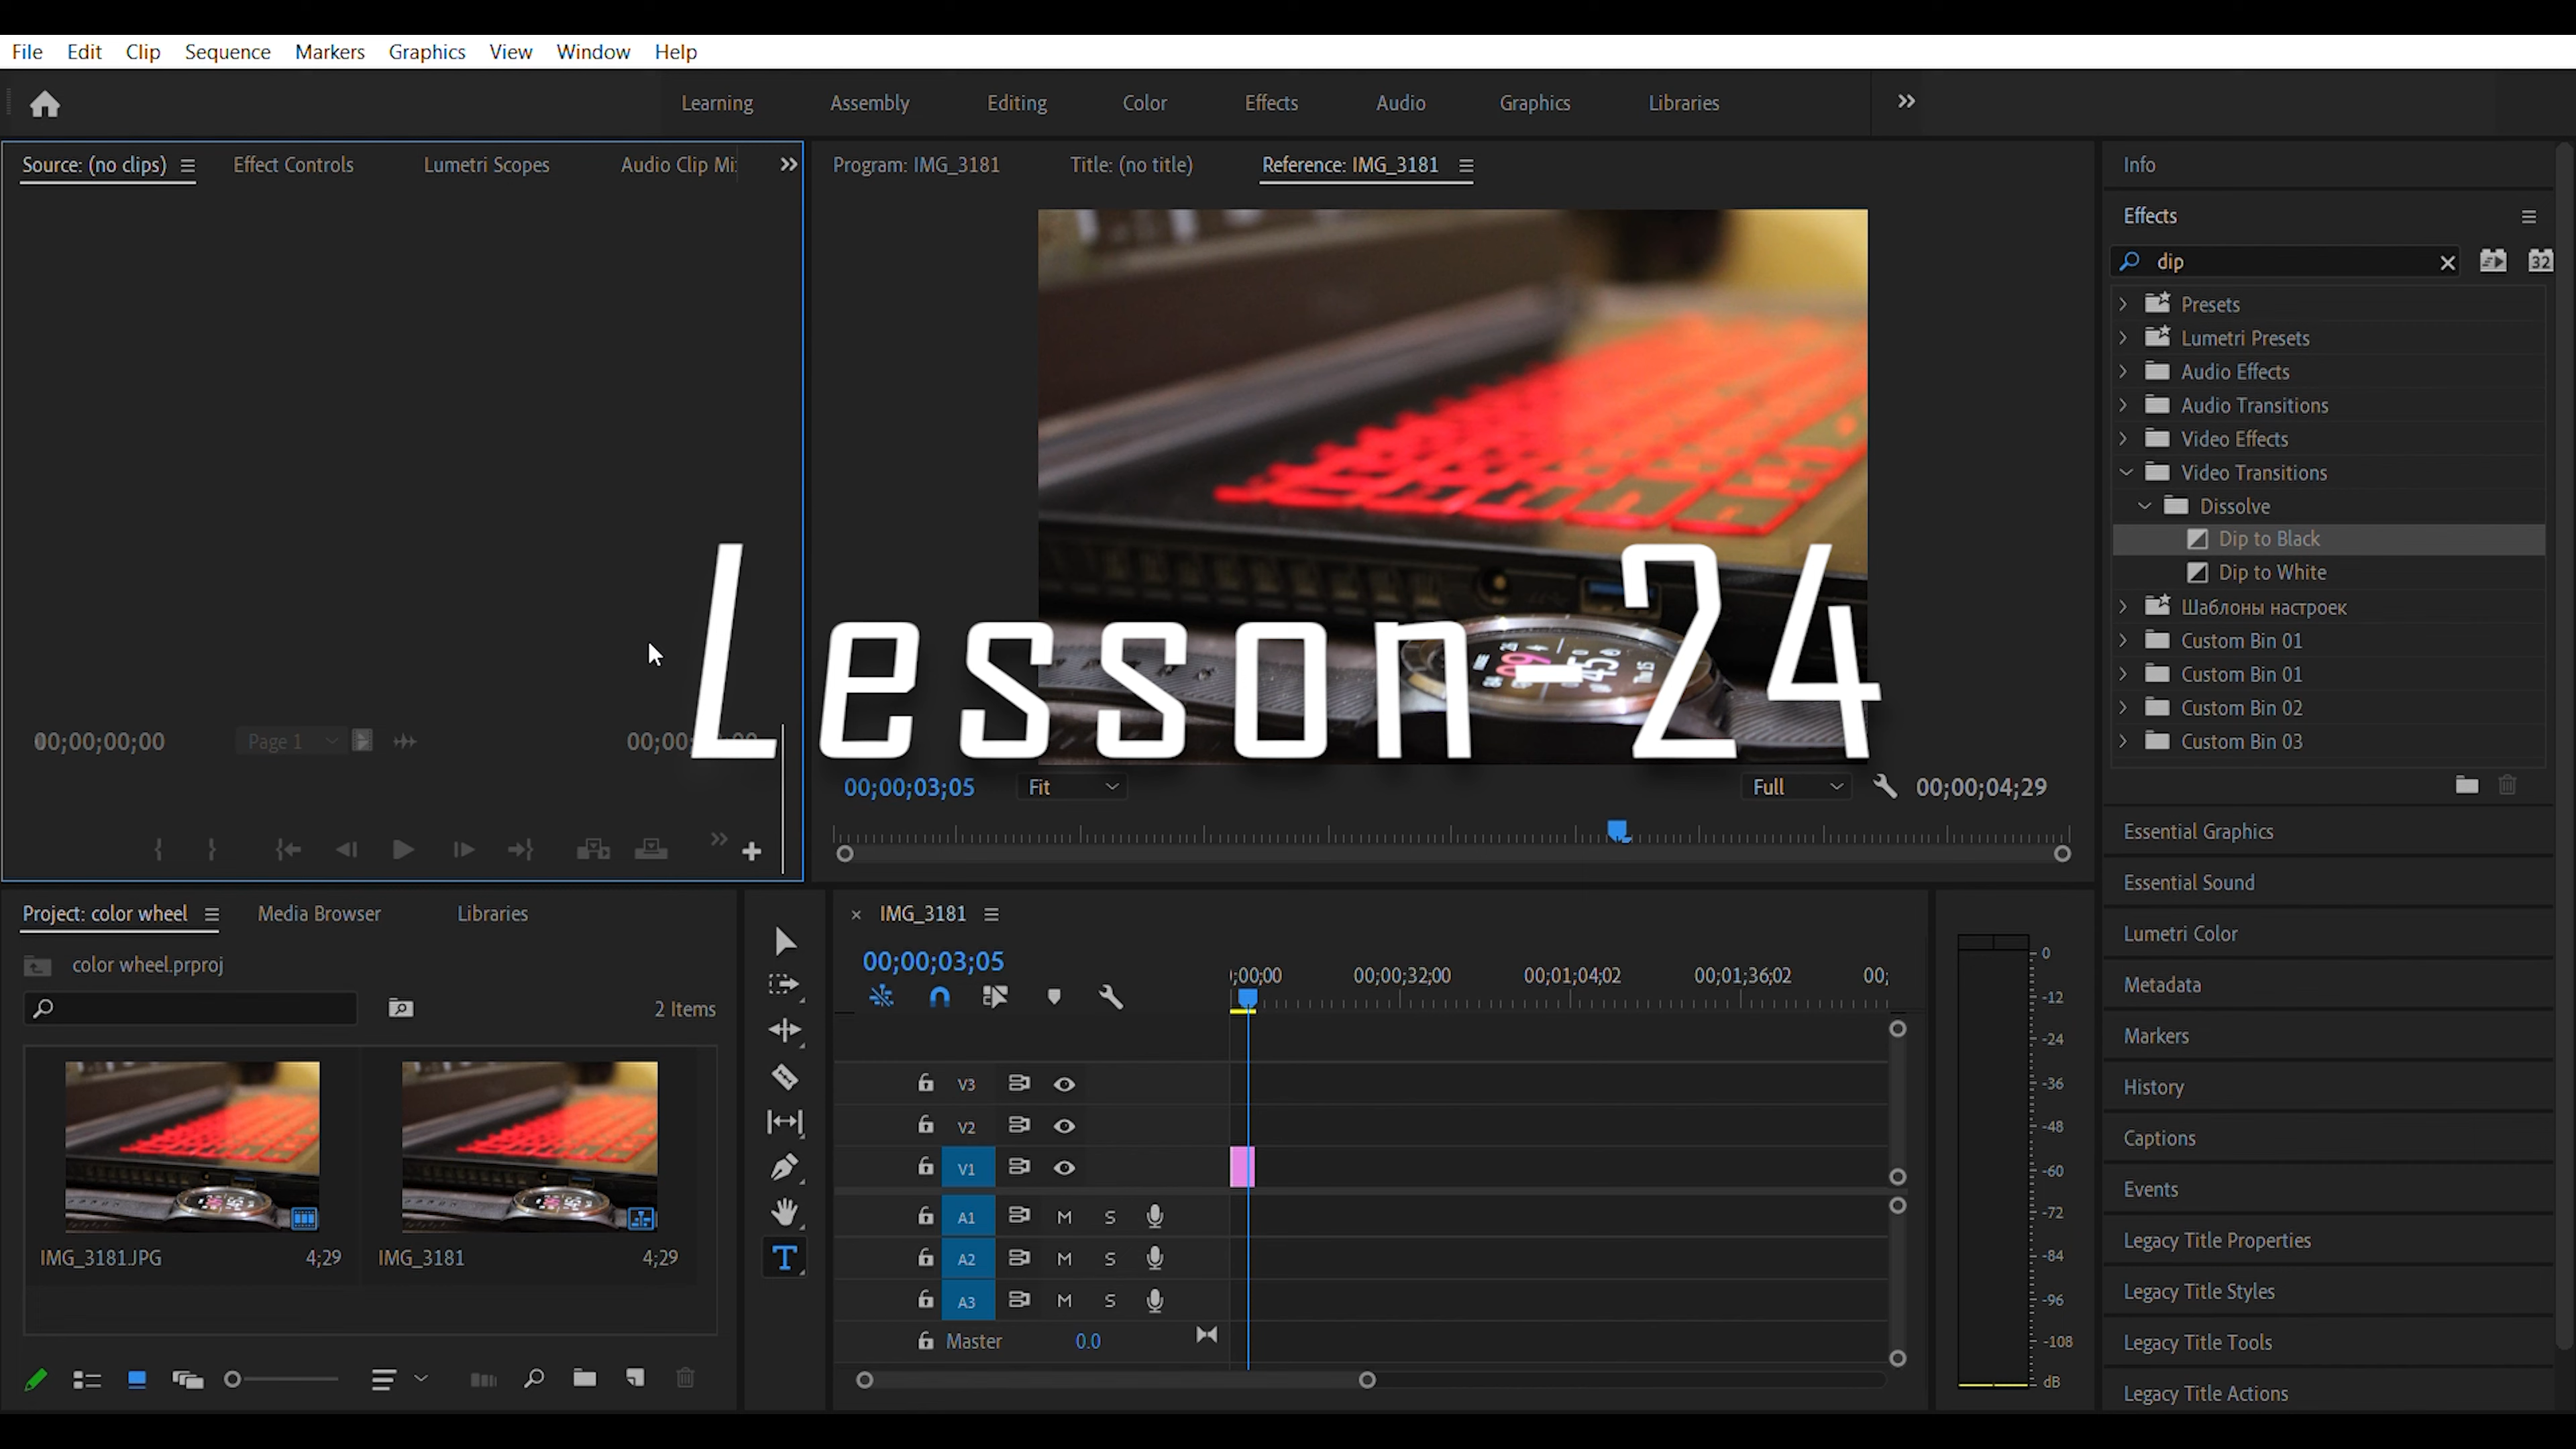 File Edit Clip Sequence Markers Graphics View Window Help
Learning Assembly Editing Color Effects Audio Graphics Libraries
Source: (no clips) Effect Controls Lumetri Scopes Audio Clip Mi
Program: IMG_3181 Title: (no title) Reference: IMG_3181
Info
Effects
dip
32
Presets
Lumetri Presets
Audio Effects
Audio Transitions
Video Effects
Video Transitions
Dissolve
Dip to Black
Dip to White
Шаблоны настроек
Custom Bin 01
Custom Bin 01
Custom Bin 02
Custom Bin 03
Lesson-24
00;00;00;00 Page 1
00;00;03;05 Fit Full 00;00;04;29
Essential Graphics
Essential Sound
Lumetri Color
Metadata
Markers
History
Captions
Events
Legacy Title Properties
Legacy Title Styles
Legacy Title Tools
Legacy Title Actions
Project: color wheel Media Browser Libraries
color wheel.prproj
2 Items
IMG_3181.JPG 4;29 IMG_3181 4;29
T
× IMG_3181
00;00;03;05
;00;00 00;00;32;00 00;01;04;02 00;01;36;02 00;
V3
V2
V1
A1 M S
A2 M S
A3 M S
Master 0.0
0
-12
-24
-36
-48
-60
-72
-84
-96
-108
dB